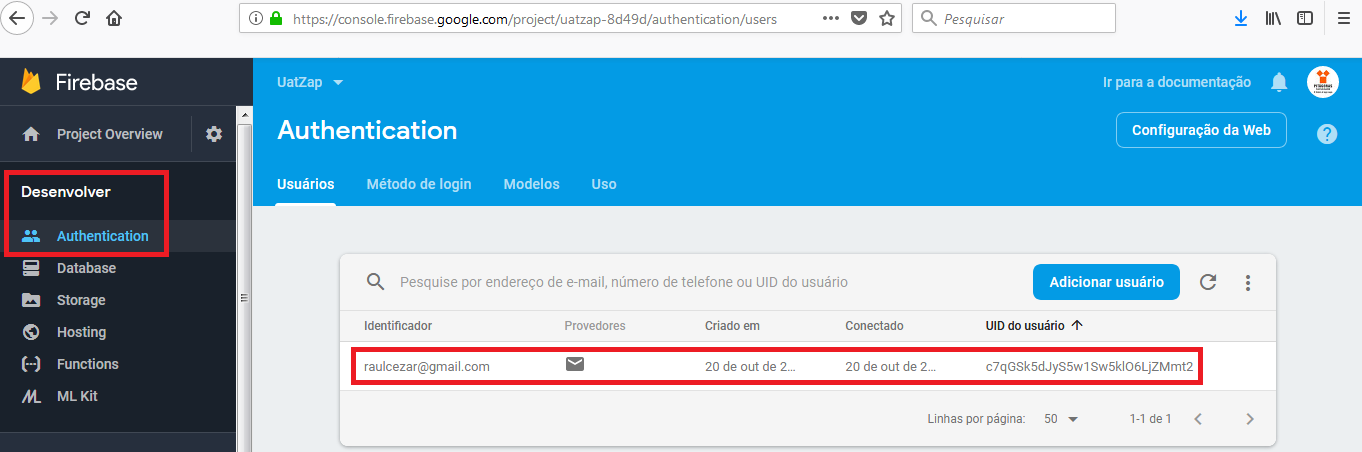 https://console.firebase.google.com/project/uatzap-8d49d/authentication/users
Pesquisar
Firebase
UatZap
Ir para a documentação
Project Overview
Authentication
Configuração da Web
Desenvolver
Usuários Método de login Modelos Uso
Authentication
Database
Storage
Hosting
Functions
ML Kit
Pesquise por endereço de e-mail, número de telefone ou UID do usuário
Adicionar usuário
Identificador Provedores Criado em Conectado UID do usuário
raulcezar@gmail.com 20 de out de 2... 20 de out de 2... c7qGSk5dJyS5w1Sw5klO6LjZMmt2
Linhas por página: 50 1-1 de 1